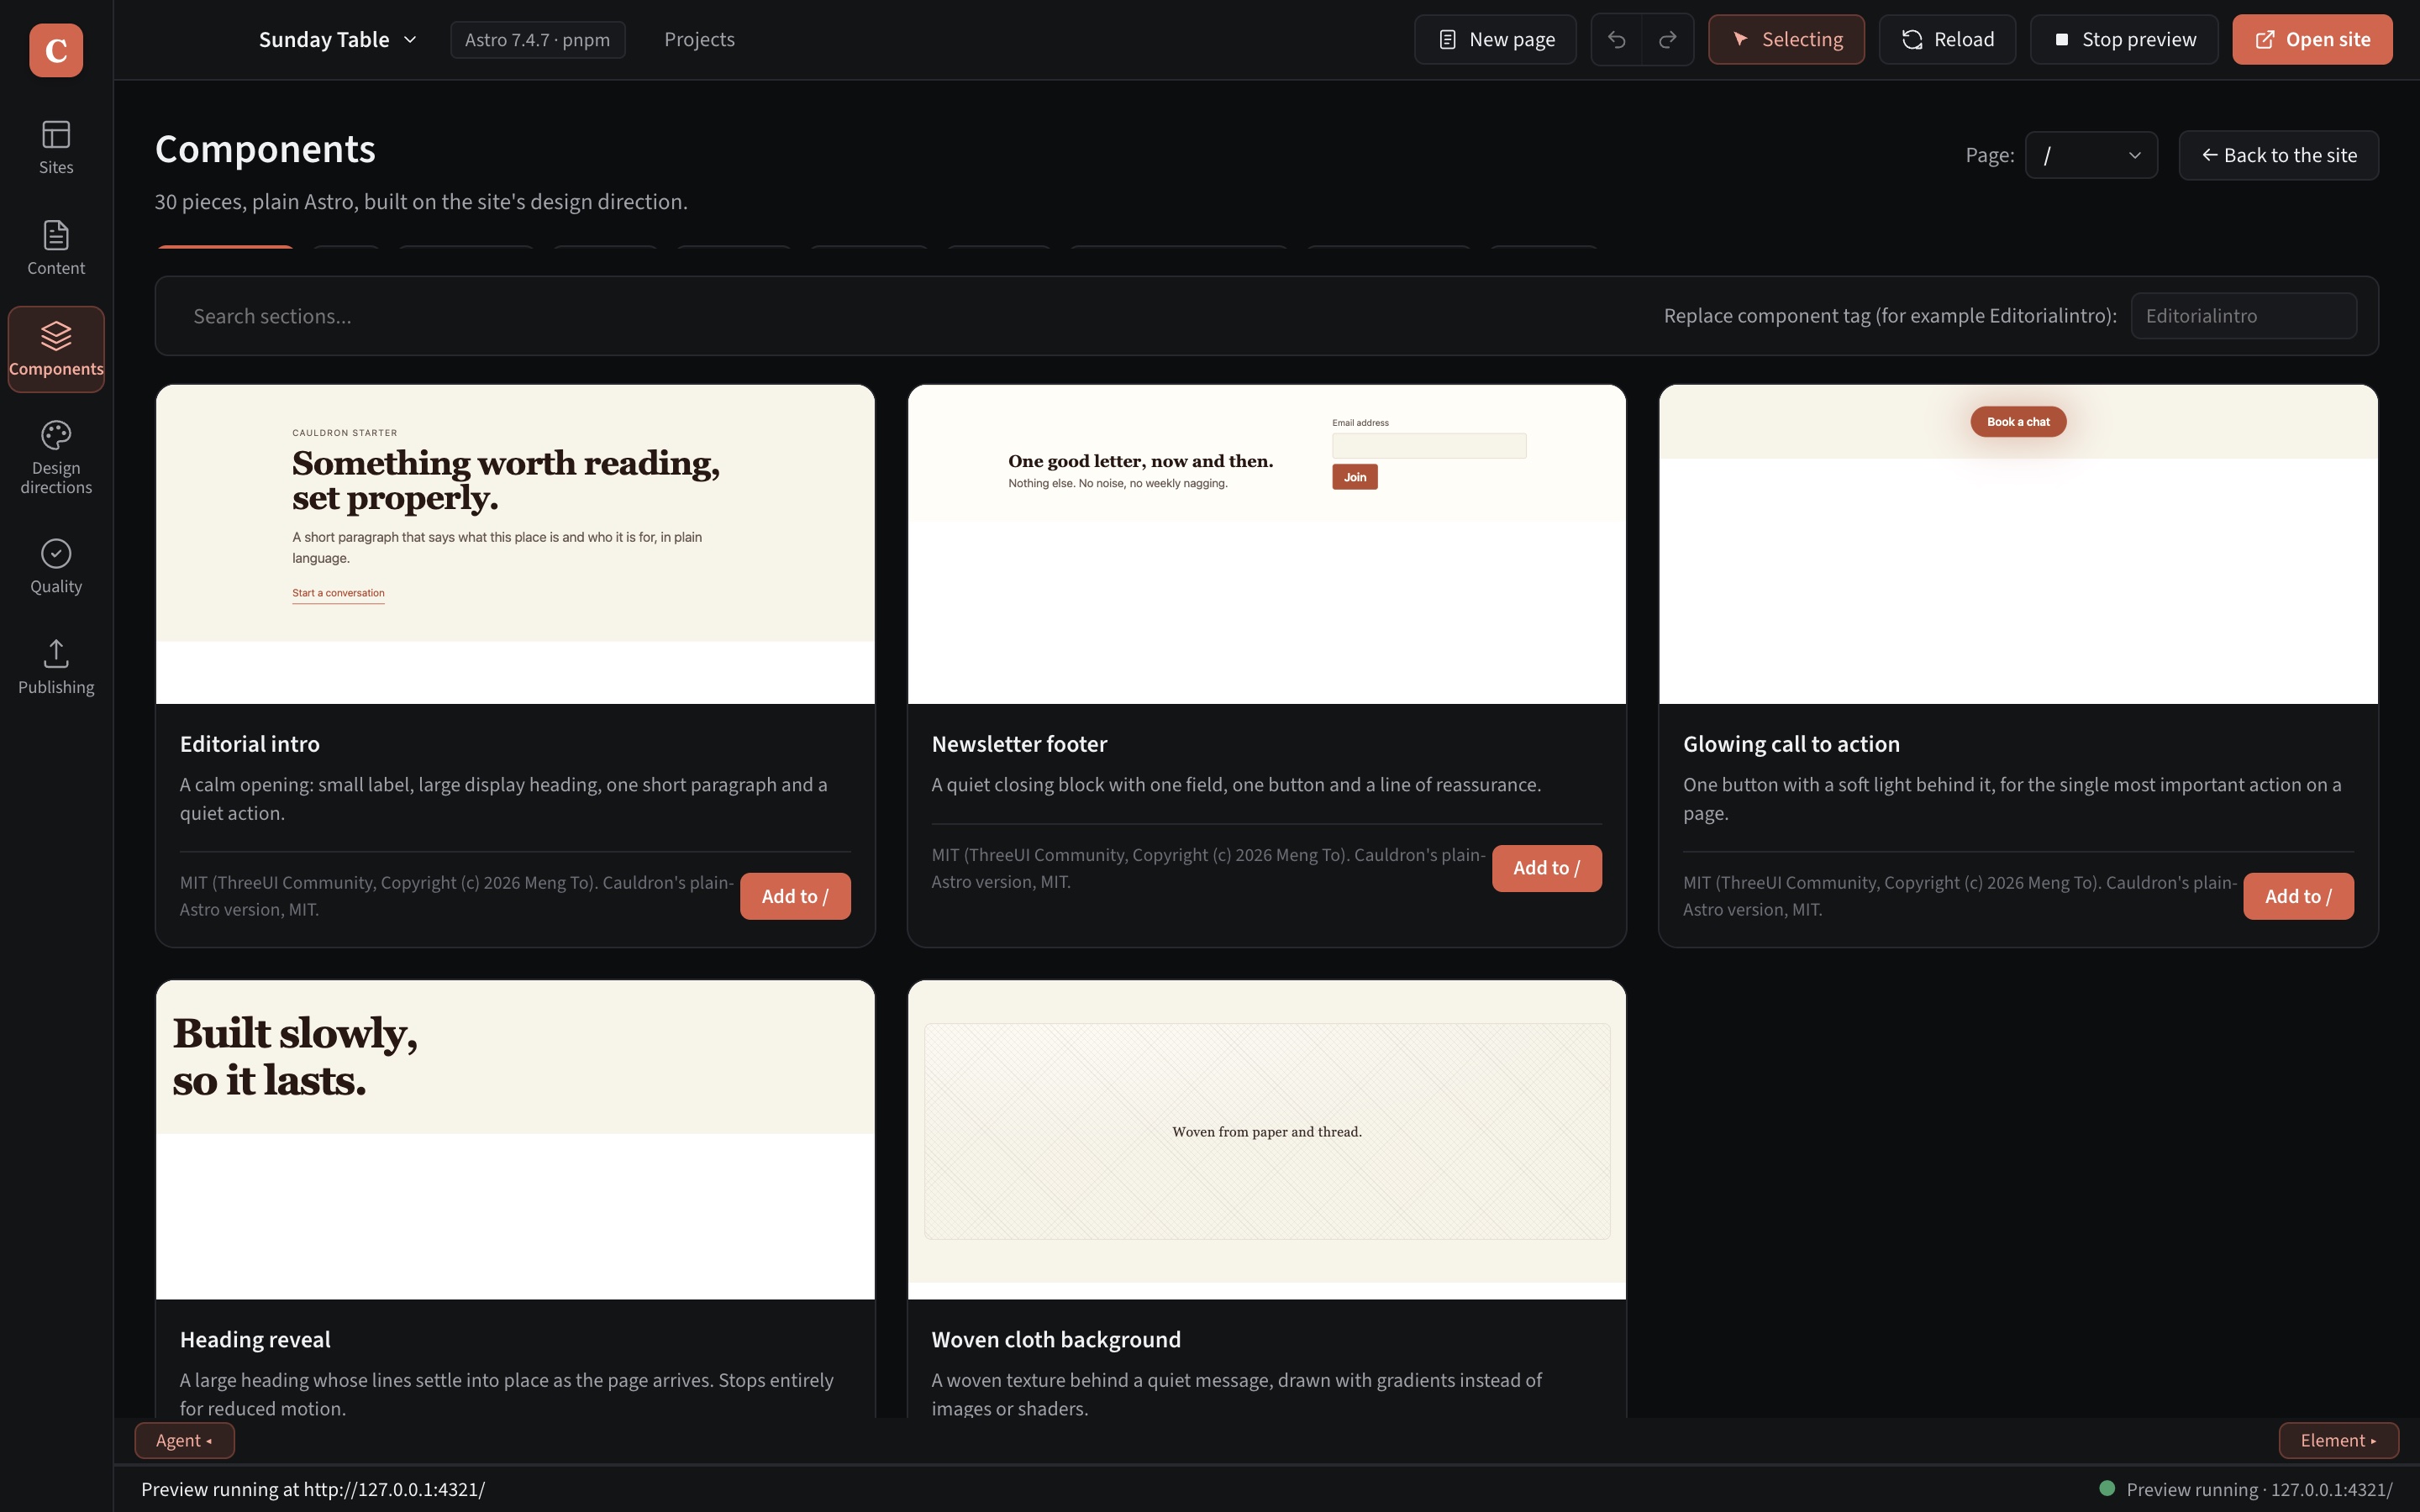 C
Sunday Table
Astro 7.4.7 · pnpm
Projects
New page
Selecting
Reload
Stop preview
Open site
Sites
Content
Components
Design
directions
Quality
Publishing
Components
30 pieces, plain Astro, built on the site's design direction.
Page:
/
← Back to the site
Search sections...
Replace component tag (for example Editorialintro):
Editorialintro
CAULDRON STARTER
Something worth reading,
set properly.
A short paragraph that says what this place is and who it is for, in plain
language.
Start a conversation
Editorial intro
A calm opening: small label, large display heading, one short paragraph and a
quiet action.
MIT (ThreeUI Community, Copyright (c) 2026 Meng To). Cauldron's plain-
Astro version, MIT.
Add to /
One good letter, now and then.
Nothing else. No noise, no weekly nagging.
Email address
Join
Newsletter footer
A quiet closing block with one field, one button and a line of reassurance.
MIT (ThreeUI Community, Copyright (c) 2026 Meng To). Cauldron's plain-
Astro version, MIT.
Add to /
Book a chat
Glowing call to action
One button with a soft light behind it, for the single most important action on a
page.
MIT (ThreeUI Community, Copyright (c) 2026 Meng To). Cauldron's plain-
Astro version, MIT.
Add to /
Built slowly,
so it lasts.
Heading reveal
A large heading whose lines settle into place as the page arrives. Stops entirely
for reduced motion.
Woven from paper and thread.
Woven cloth background
A woven texture behind a quiet message, drawn with gradients instead of
images or shaders.
Agent ◂
Element ▸
Preview running at http://127.0.0.1:4321/
Preview running · 127.0.0.1:4321/